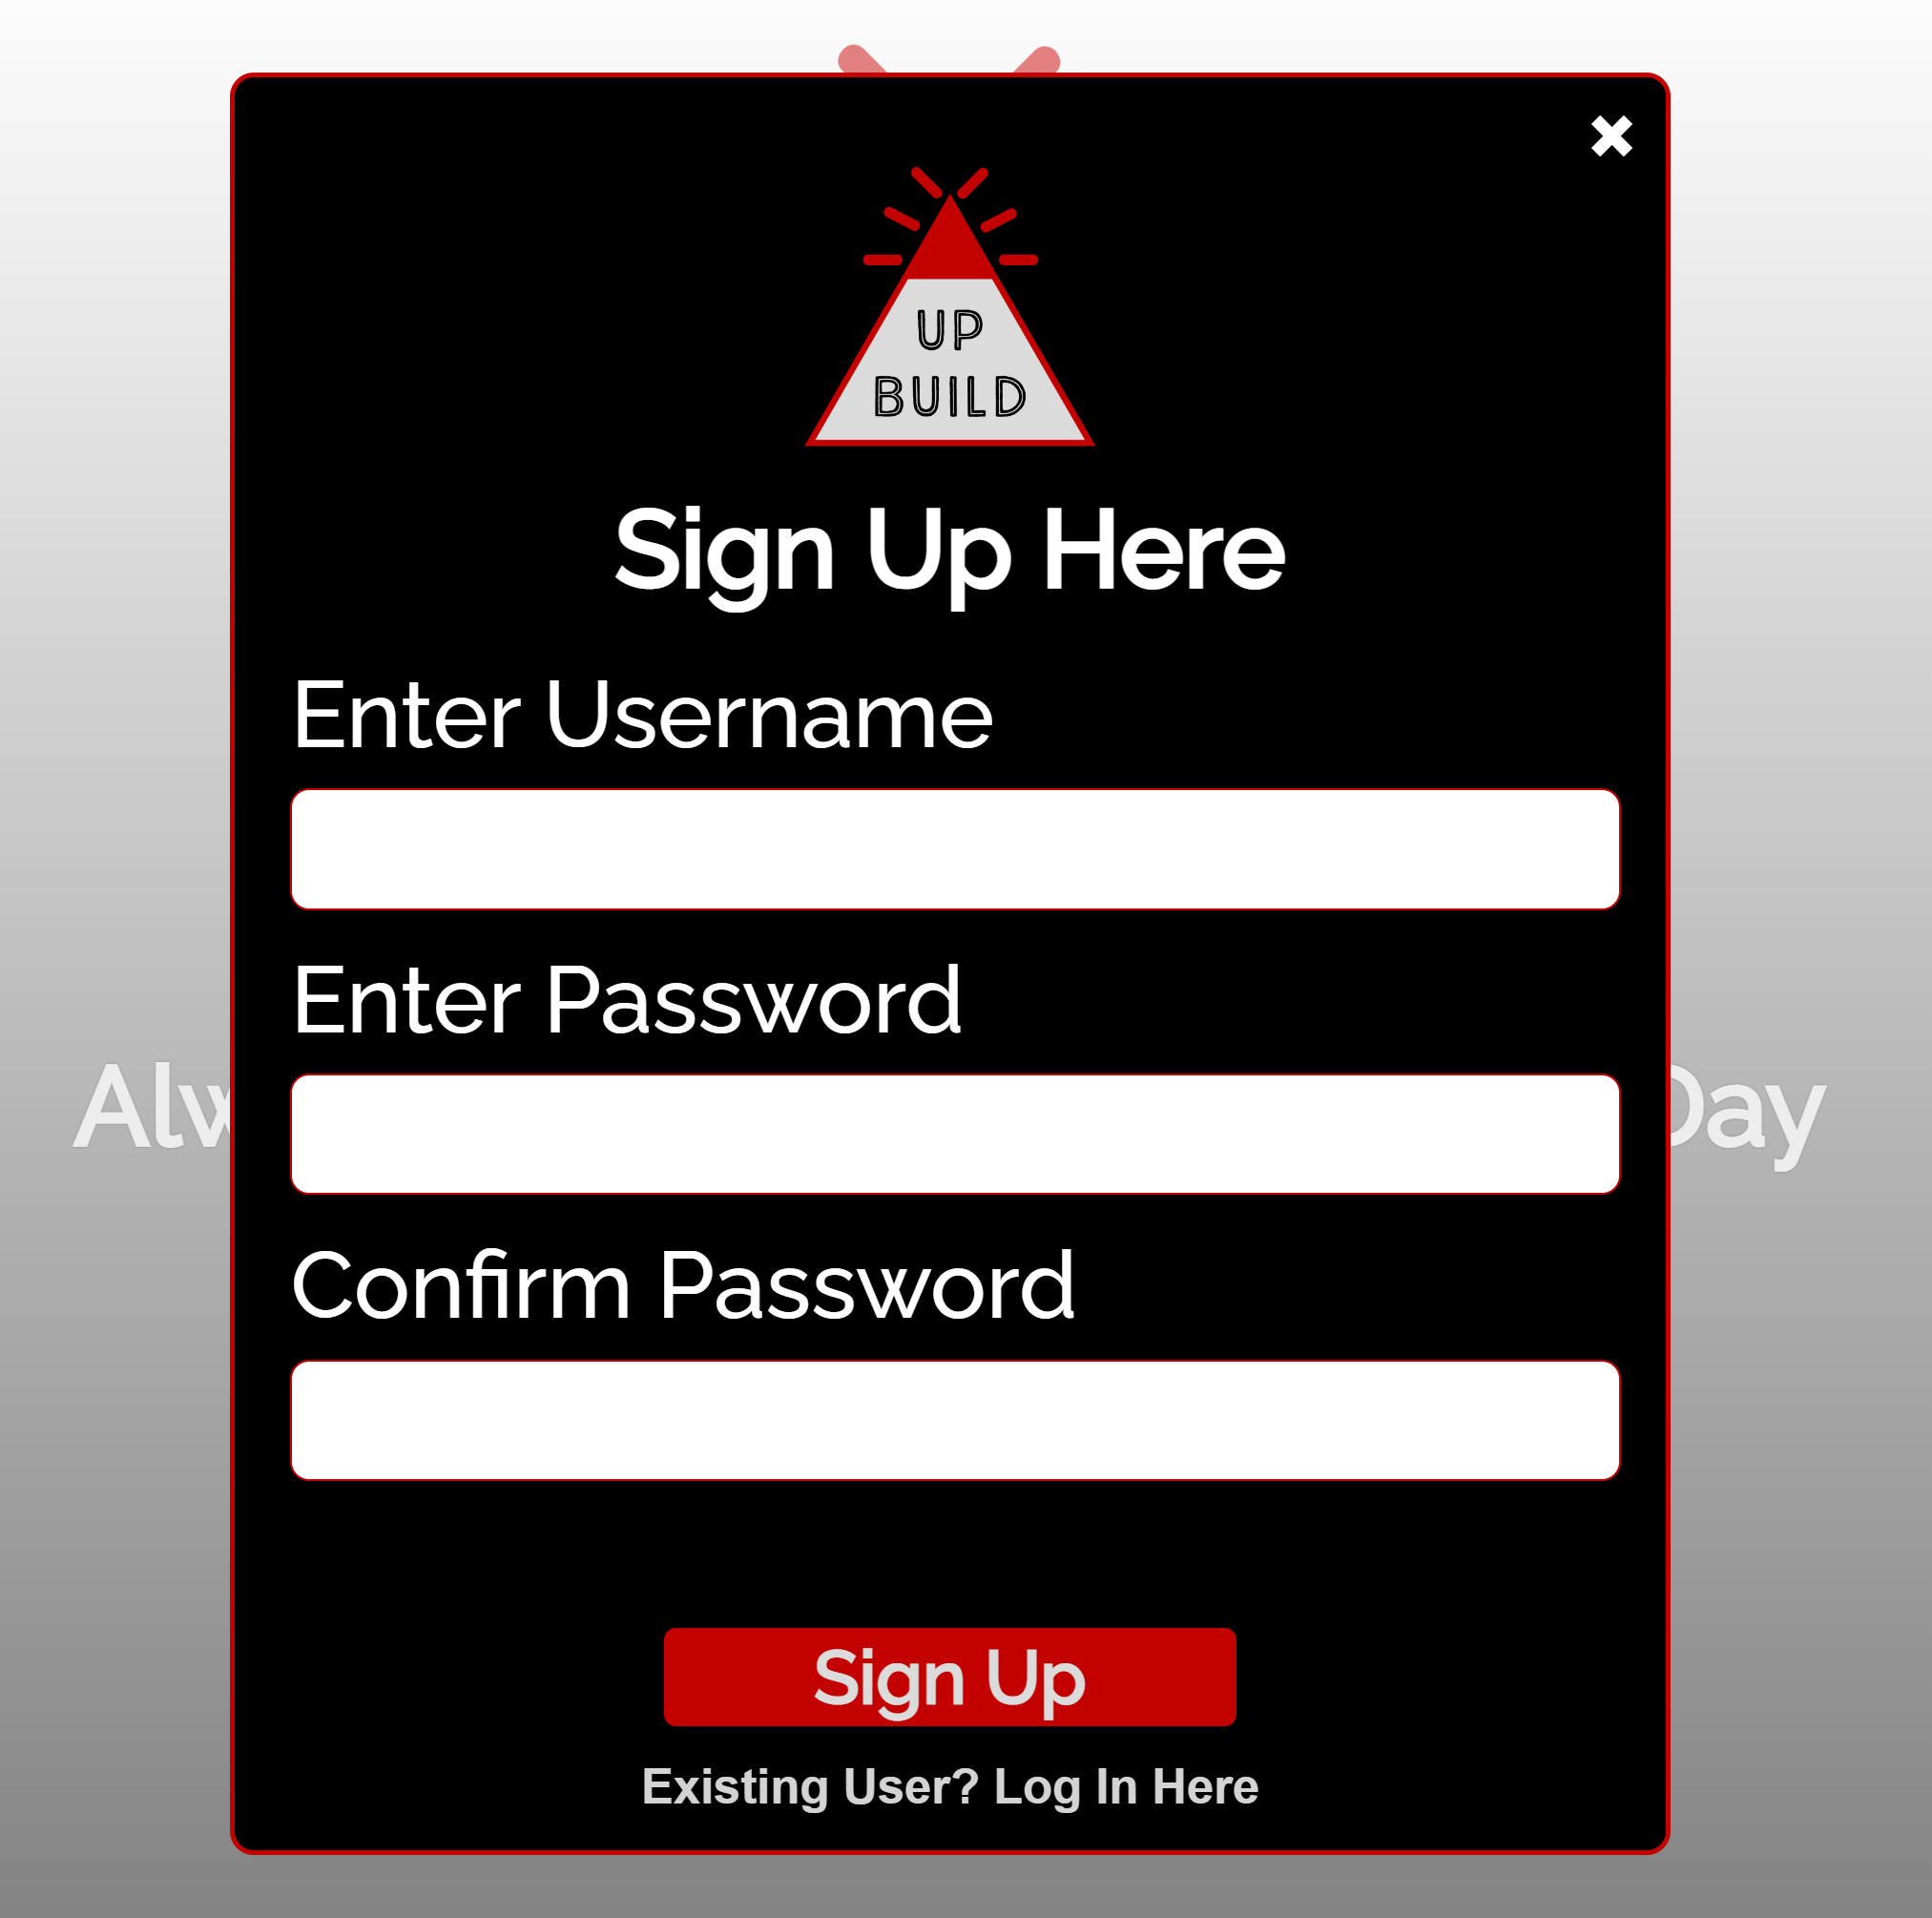 UP
BUILD
Sign Up Here
Enter Username
Enter Password
Alw
Day
Confirm Password
Sign Up
Existing User? Log In Here